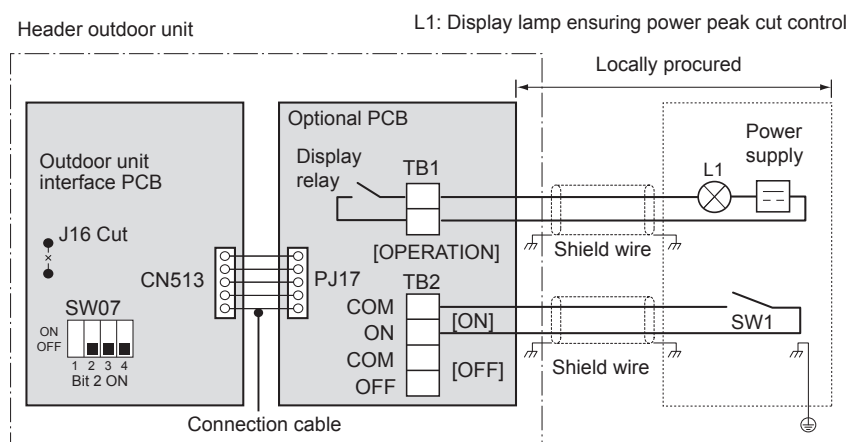 Header outdoor unit
L1: Display lamp ensuring power peak cut control
Locally procured
Outdoor unit
interface PCB
J16 Cut
SW07
ON
OFF
1 2 3 4
Bit 2 ON
CN513
Connection cable
Optional PCB
Display
relay
TB1
[OPERATION]
PJ17
TB2
COM
ON
[ON]
COM
OFF
[OFF]
Shield wire
Shield wire
L1
Power
supply
SW1